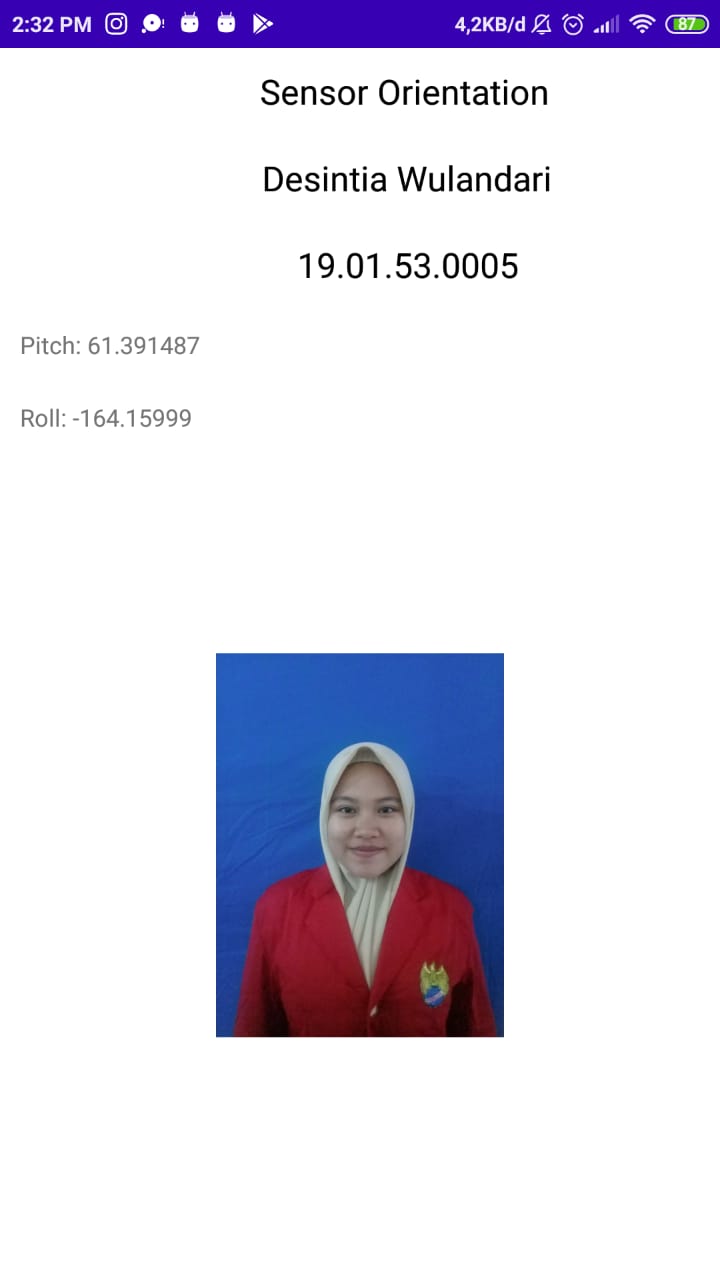 2:32 PM 4,2KB/d 87
Sensor Orientation
Desintia Wulandari
19.01.53.0005
Pitch: 61.391487
Roll: -164.15999